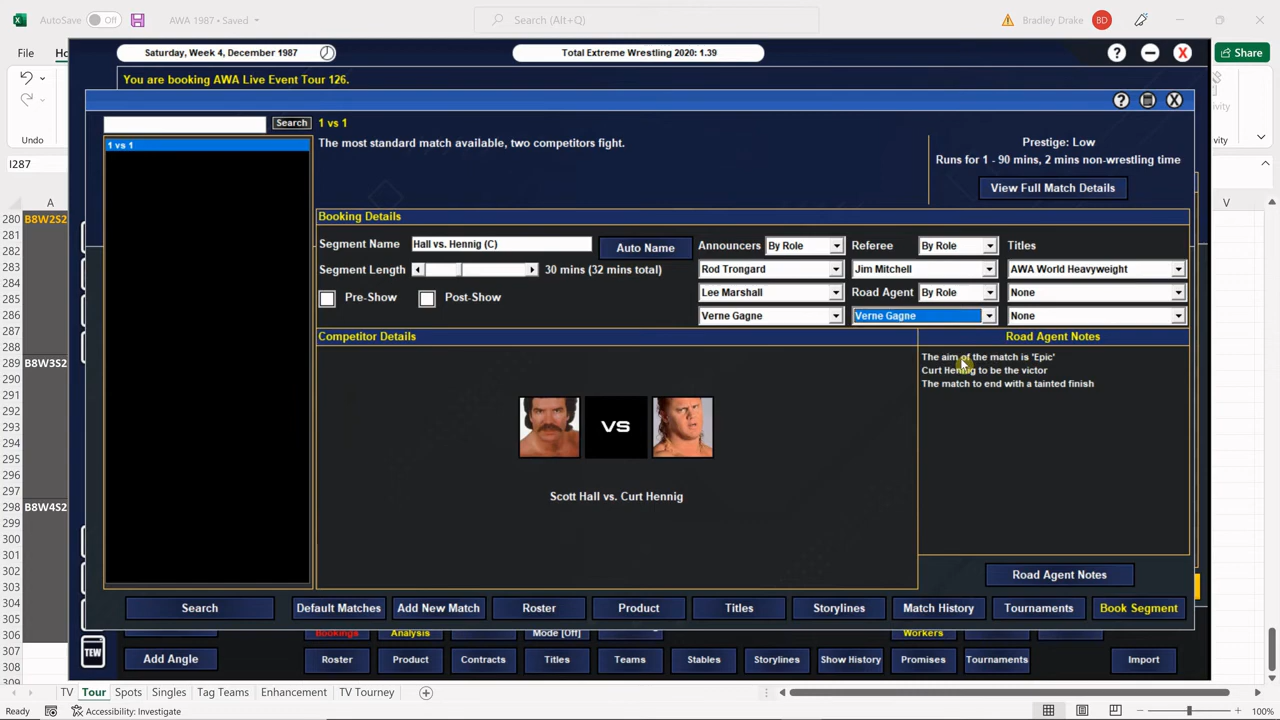 AutoSave Off AWA 1987 • Saved Search (Alt+Q) Bradley Drake BD
File Ho Share
Saturday, Week 4, December 1987 Total Extreme Wrestling 2020: 1.39 ? X
You are booking AWA Live Event Tour 126.
? X
Search 1 vs 1
Undo
1 vs 1 The most standard match available, two competitors fight. Prestige: Low
Runs for 1 - 90 mins, 2 mins non-wrestling time
I287
View Full Match Details
A V
280 B8W2S2 Booking Details
Segment Name Hall vs. Hennig (C) Auto Name Announcers By Role Referee By Role Titles
Segment Length 30 mins (32 mins total) Rod Trongard Jim Mitchell AWA World Heavyweight
Pre-Show Post-Show Lee Marshall Road Agent By Role None
Verne Gagne Verne Gagne None
Competitor Details Road Agent Notes
The aim of the match is 'Epic'
Curt Hennig to be the victor
The match to end with a tainted finish
281
282
283
284
285
286
287
288
289 B8W3S2
290
291
292
293
294
295
296
297
298 B8W4S2
299
300
301
302
303
304
305
306
307
308
VS
Scott Hall vs. Curt Hennig
Road Agent Notes
Search Default Matches Add New Match Roster Product Titles Storylines Match History Tournaments Book Segment
Bookings Analysis Mode [Off] Workers
TEW Add Angle Roster Product Contracts Titles Teams Stables Storylines Show History Promises Tournaments Import
TV Tour Spots Singles Tag Teams Enhancement TV Tourney
Ready Accessibility: Investigate 100%